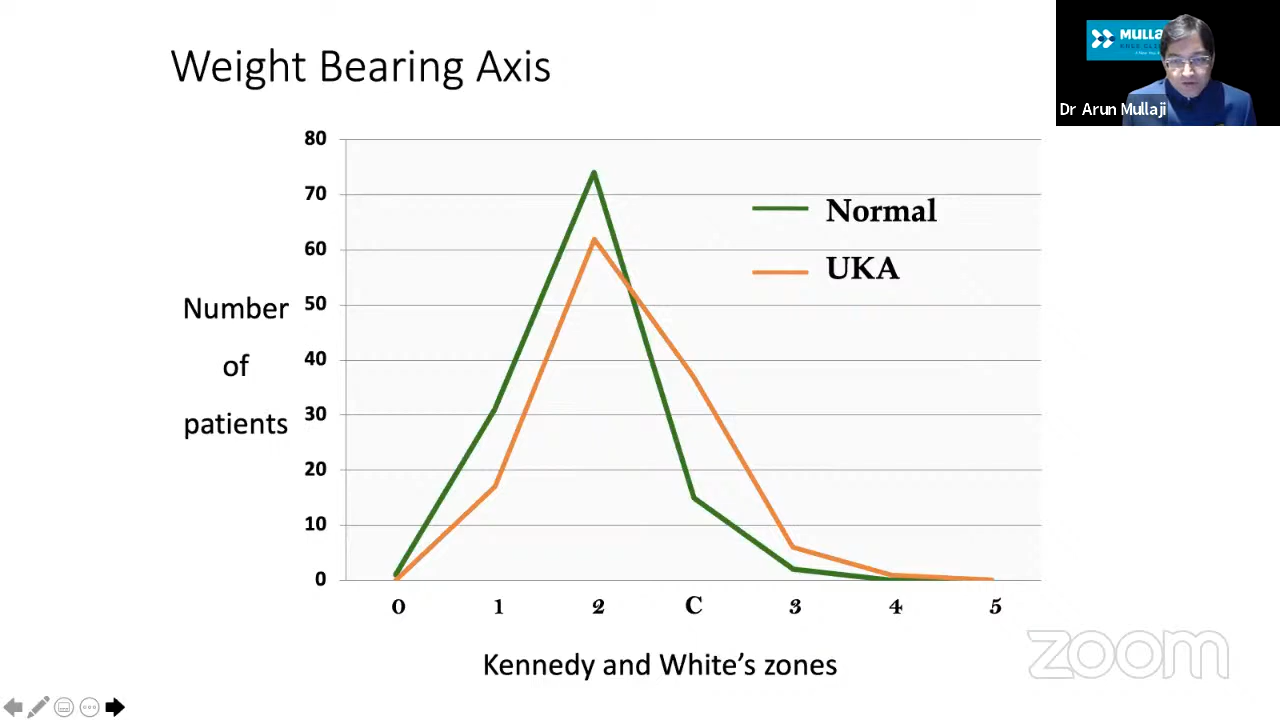 Weight Bearing Axis
MULLA
Dr Arun Mullaji
80
70
60
50
40
30
20
10
0
Number
of
patients
Normal
UKA
0 1 2 C 3 4 5
Kennedy and White's zones
zoom